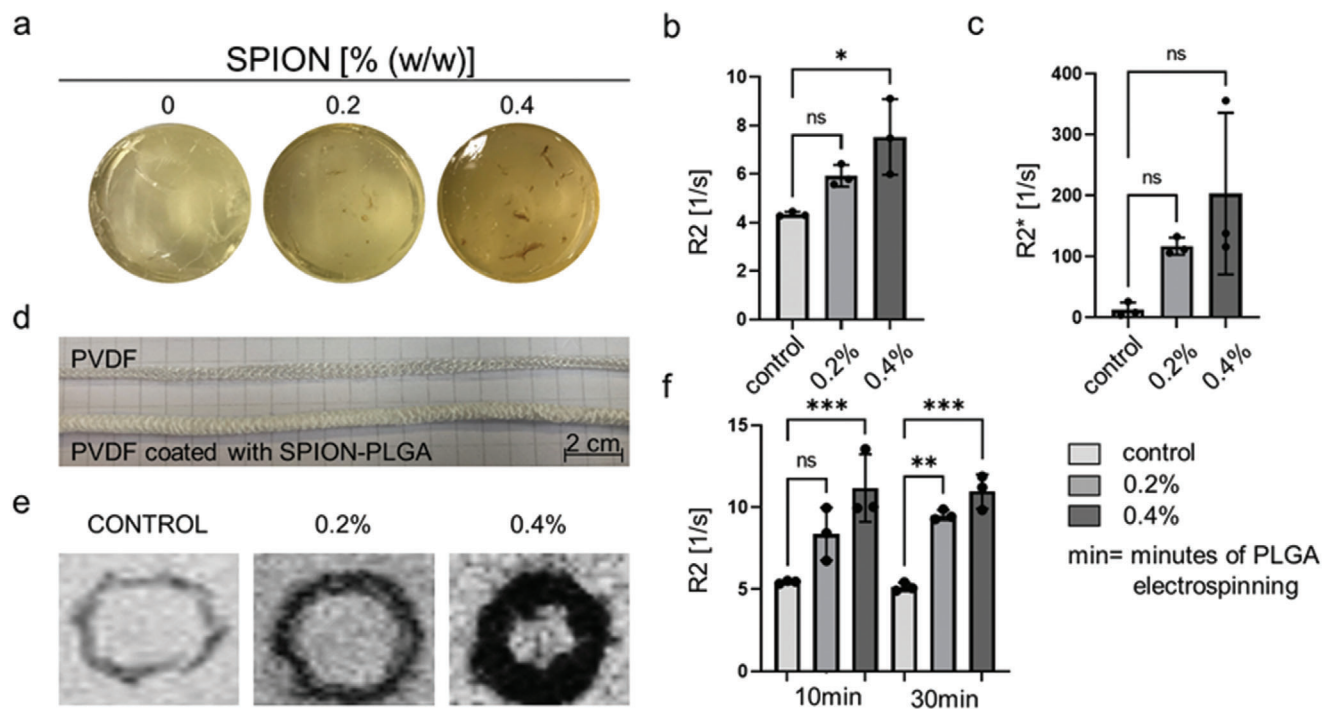 a
SPION [% (w/w)]
0 0.2 0.4
b
10
8
6
4
2
0
R2 [1/s]
ns
*
control 0.2% 0.4%
c
400
300
200
100
0
R2* [1/s]
ns
ns
control 0.2% 0.4%
d
PVDF
PVDF coated with SPION-PLGA
2 cm
e
CONTROL 0.2% 0.4%
f
15
10
5
0
R2 [1/s]
ns
***
**
***
10min 30min
control
0.2%
0.4%
min= minutes of PLGA
electrospinning